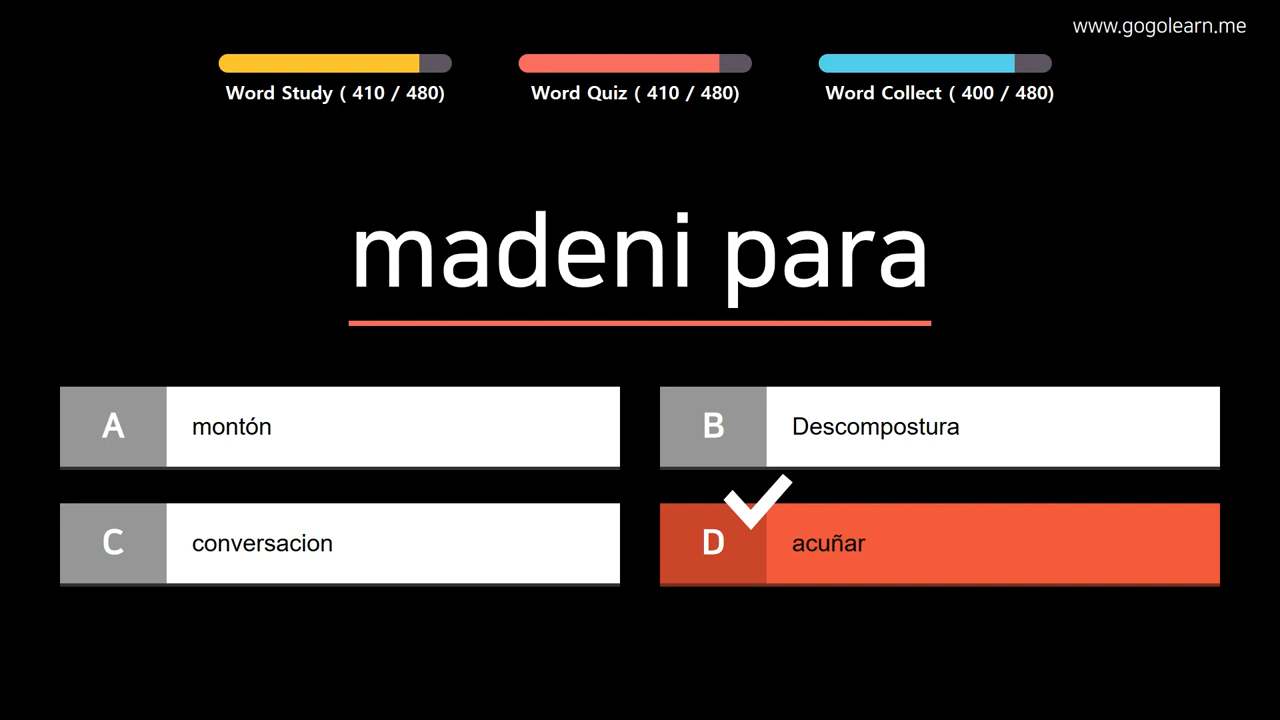 www.gogolearn.me
Word Study ( 410 / 480)
Word Quiz ( 410 / 480)
Word Collect ( 400 / 480)
madeni para
A
montón
B
Descompostura
C
conversacion
D
acuñar